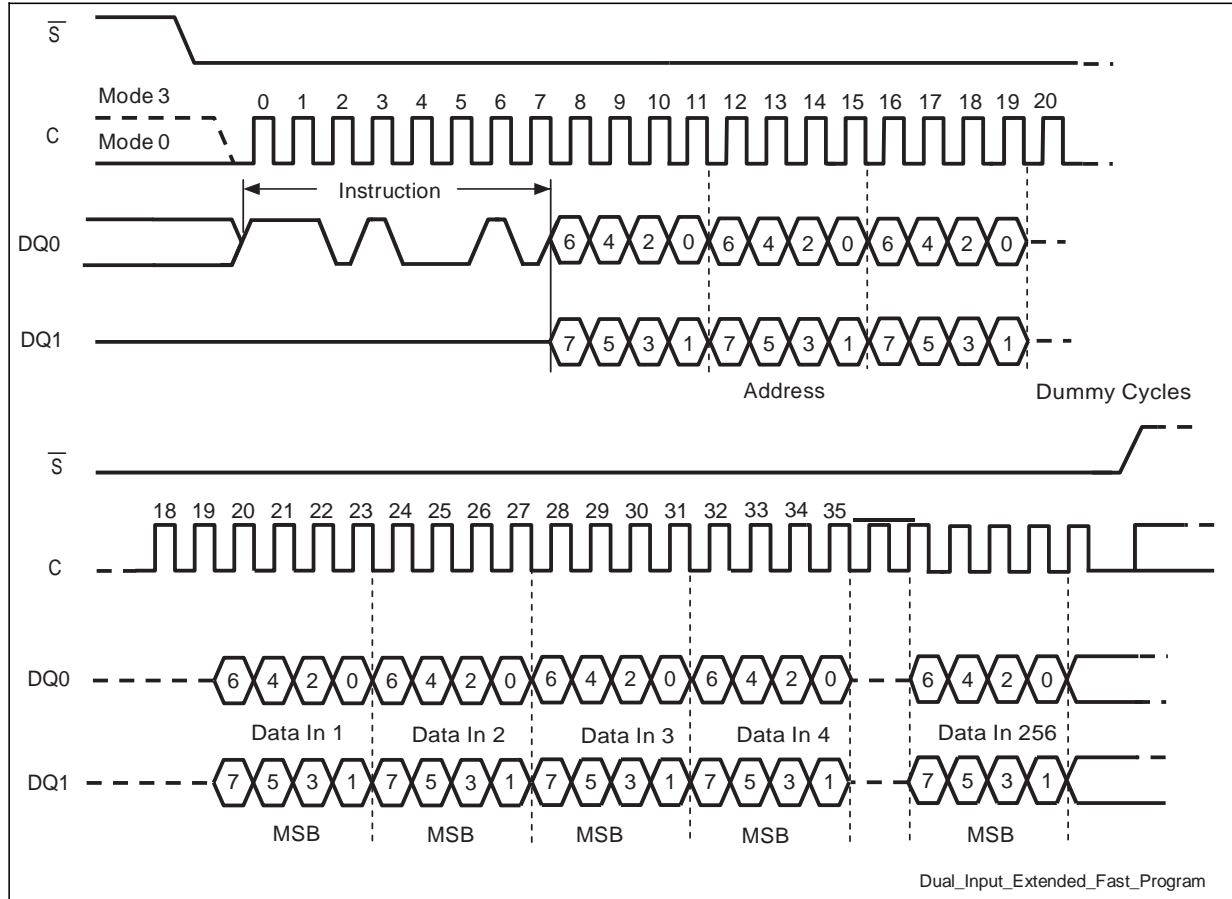 S
Mode 3
C
Mode 0
0 1 2 3 4 5 6 7 8 9 10 11 12 13 14 15 16 17 18 19 20
Instruction
DQ0
6 4 2 0 6 4 2 0 6 4 2 0
DQ1
7 5 3 1 7 5 3 1 7 5 3 1
Address
Dummy Cycles
S
18 19 20 21 22 23 24 25 26 27 28 29 30 31 32 33 34 35
C
DQ0
6 4 2 0 6 4 2 0 6 4 2 0 6 4 2 0 6 4 2 0
Data In 1 Data In 2 Data In 3 Data In 4 Data In 256
DQ1
7 5 3 1 7 5 3 1 7 5 3 1 7 5 3 1 7 5 3 1
MSB MSB MSB MSB MSB
Dual_Input_Extended_Fast_Program